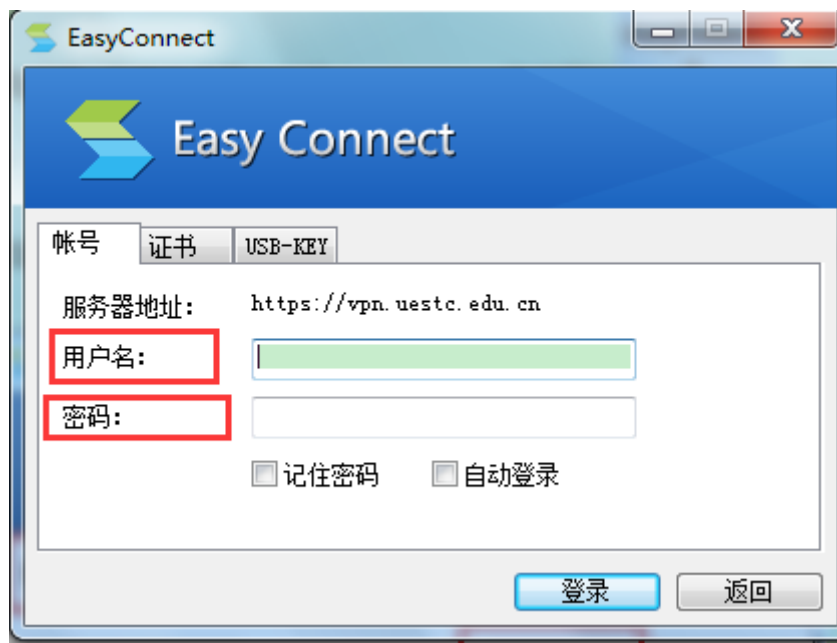 EasyConnect
Easy Connect
帐号 证书 USB-KEY
服务器地址： https://vpn.uestc.edu.cn
用户名：
密码：
记住密码 自动登录
登录 返回